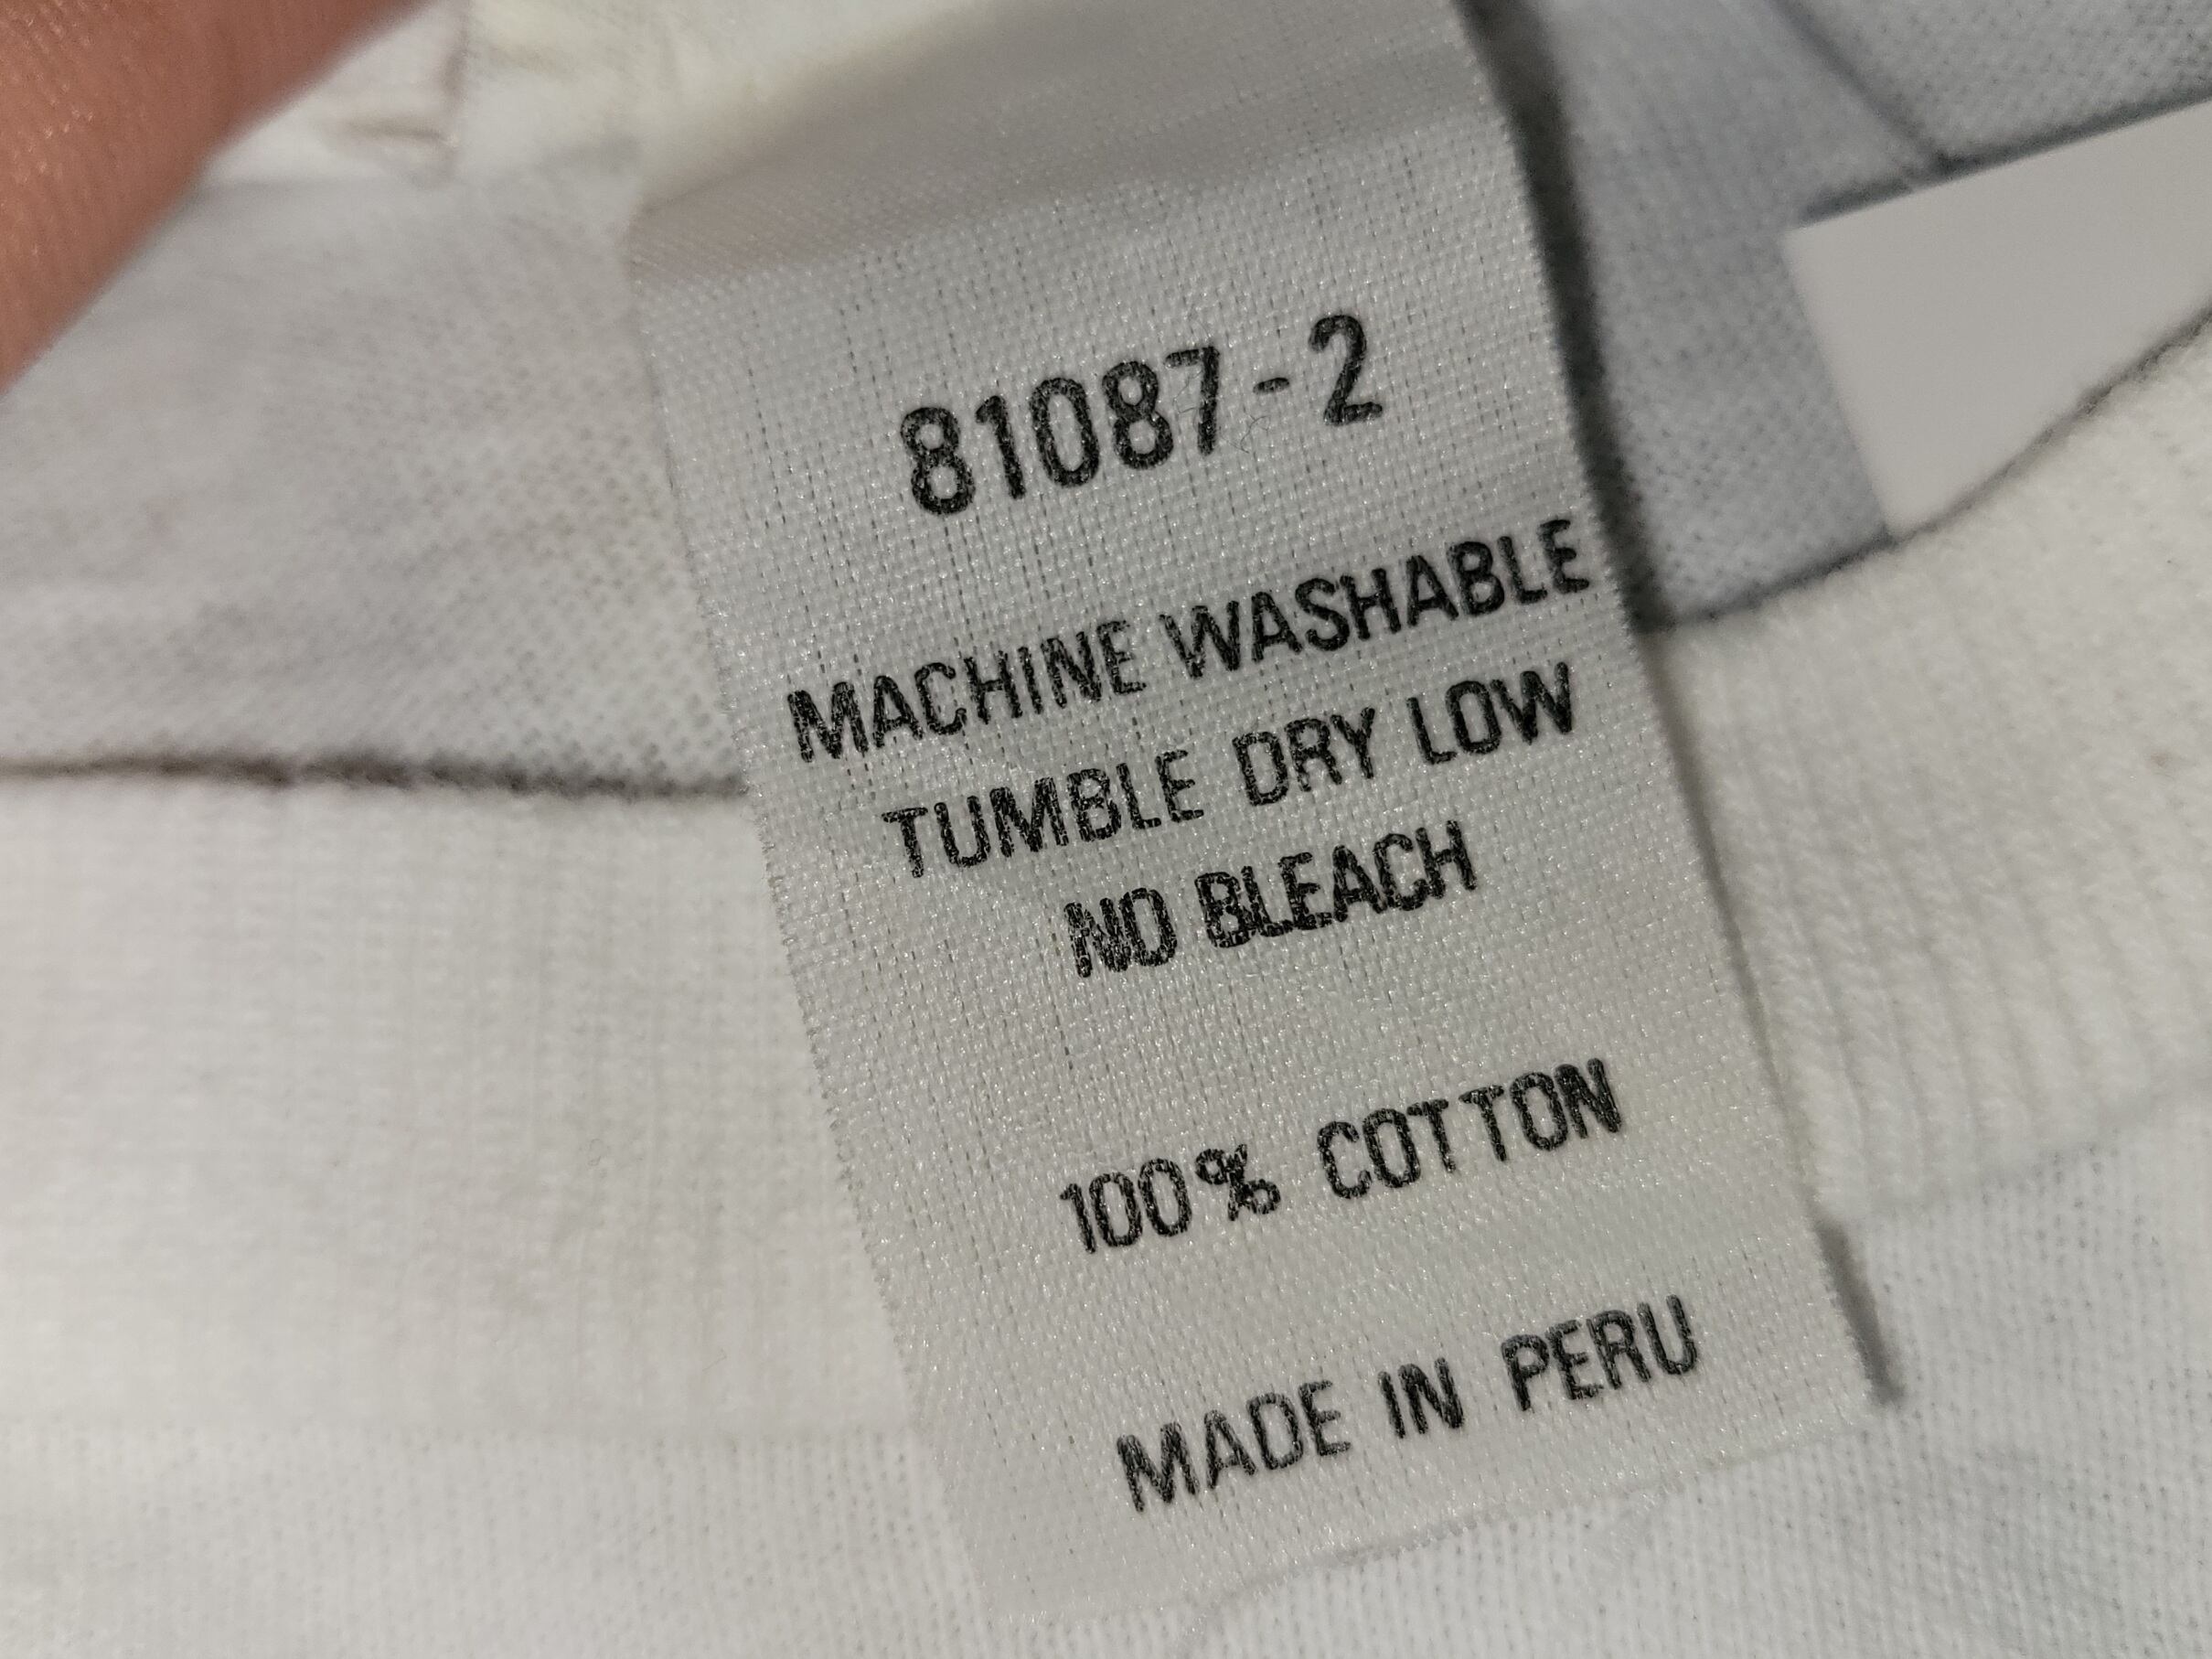 81087-2
MACHINE WASHABLE
TUMBLE DRY LOW
NO BLEACH
100% COTTON
MADE IN PERU